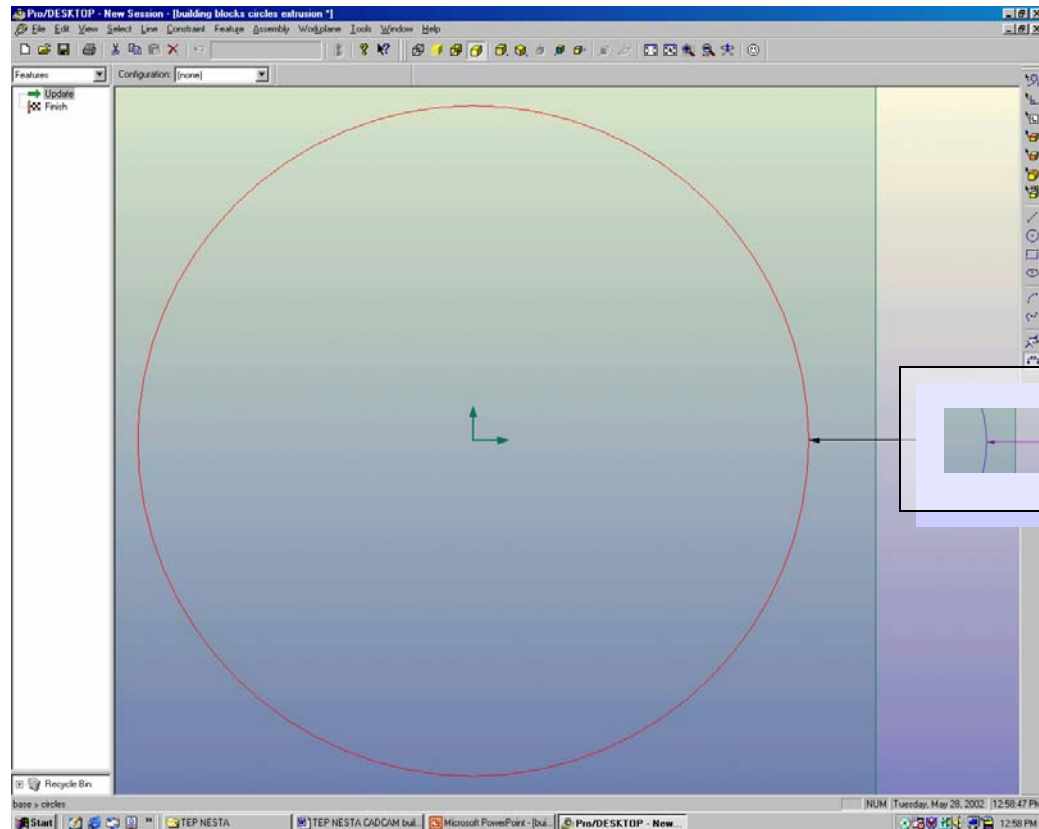 Pro/DESKTOP - New Session - [building blocks circles extrusion *]
File Edit View Select Line Constraint Feature Assembly Workplane Tools Window Help
Features Configuration: (none)
Update
Finish
Recycle Bin
base > circles NUM Tuesday, May 28, 2002 12:58:47 PM
Start » TEP NESTA TEP NESTA CADCAM buil... Microsoft PowerPoint - [bui... Pro/DESKTOP - New... 12:58 PM